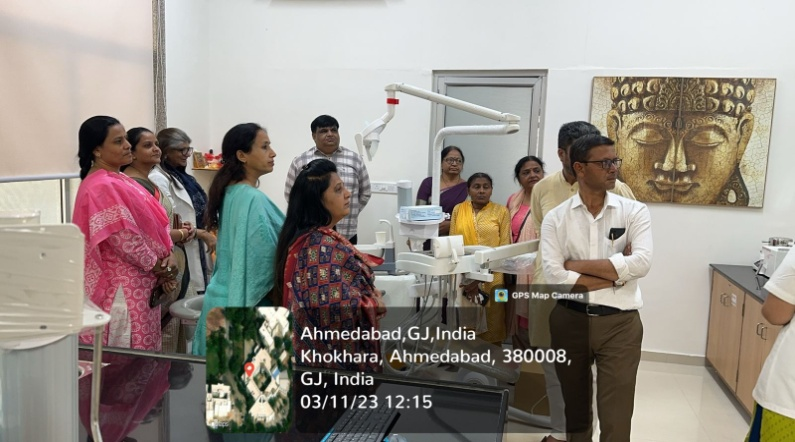 GPS Map Camera
Ahmedabad,GJ,India
Khokhara, Ahmedabad, 380008,
GJ, India
03/11/23 12:15